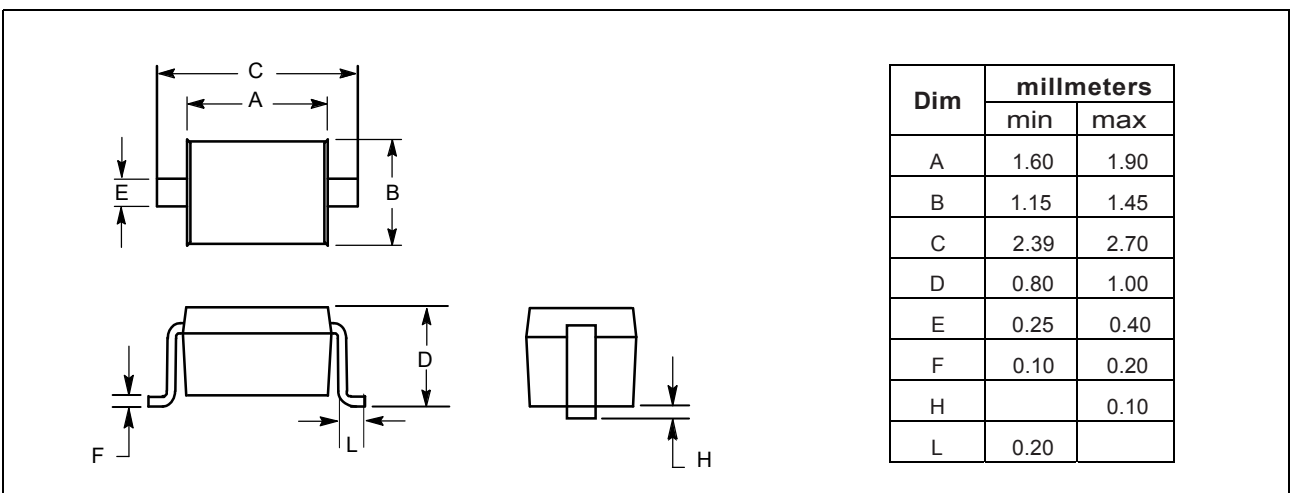 C
A
E
B
D
F
L
H
Dim millmeters
min max
A 1.60 1.90
B 1.15 1.45
C 2.39 2.70
D 0.80 1.00
E 0.25 0.40
F 0.10 0.20
H 0.10
L 0.20